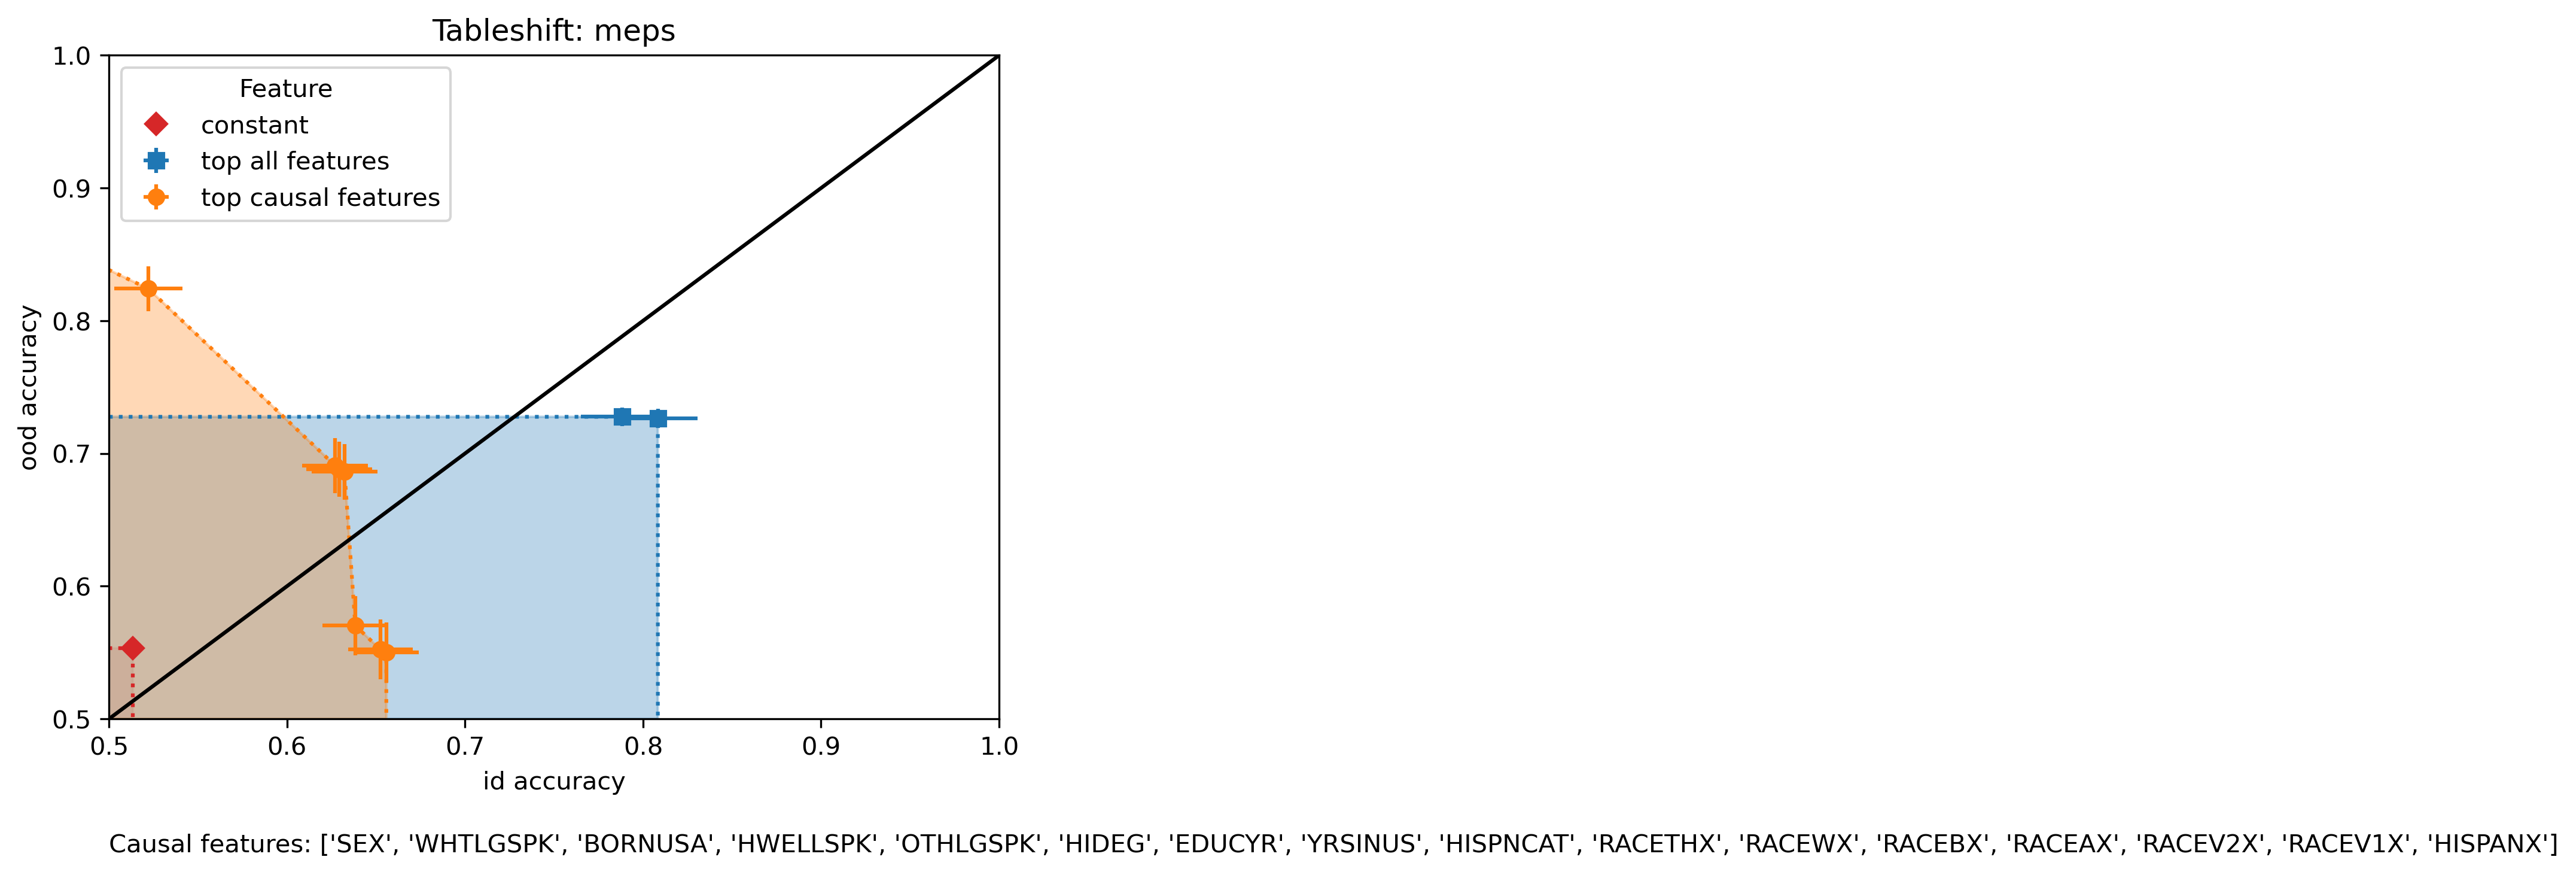 Tableshift: meps
1.0
0.9
0.8
0.7
0.6
0.5
ood accuracy
Feature
constant
top all features
top causal features
0.5 0.6 0.7 0.8 0.9 1.0
id accuracy
Causal features: ['SEX', 'WHTLGSPK', 'BORNUSA', 'HWELLSPK', 'OTHLGSPK', 'HIDEG', 'EDUCYR', 'YRSINUS', 'HISPNCAT', 'RACETHX', 'RACEWX', 'RACEBX', 'RACEAX', 'RACEV2X', 'RACEV1X', 'HISPANX']